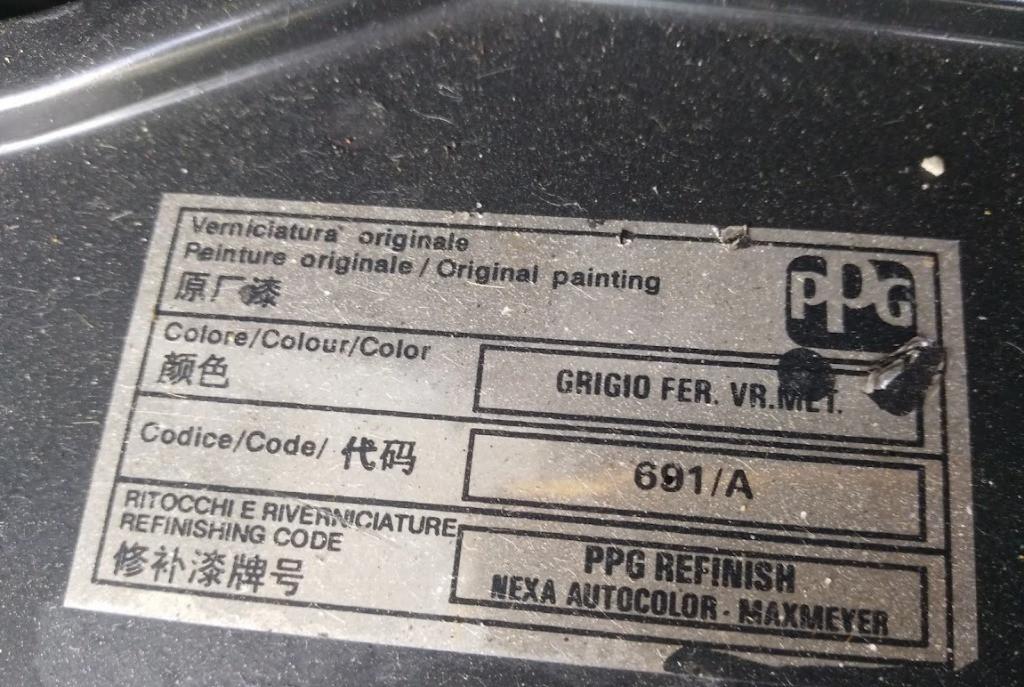 Verniciatura originale
Peinture originale / Original painting
原厂漆
PPG
Colore/Colour/Color
颜色
GRIGIO FER. VR.MET.
Codice/Code/ 代码
691/A
RITOCCHI E RIVERNICIATURE
REFINISHING CODE
修补漆牌号
PPG REFINISH
NEXA AUTOCOLOR - MAXMEYER